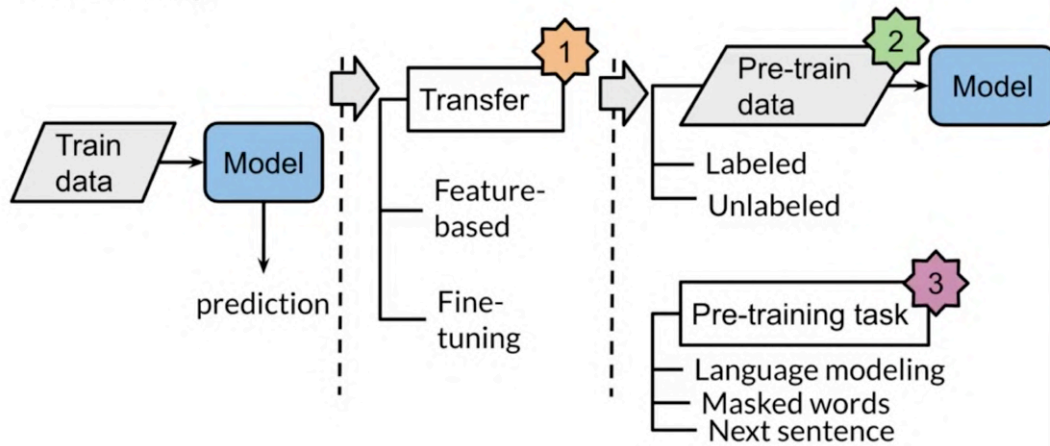 Train
data
Model
prediction
1
Transfer
Feature-
based
Fine-
tuning
2
Pre-train
data
Model
Labeled
Unlabeled
3
Pre-training task
Language modeling
Masked words
Next sentence